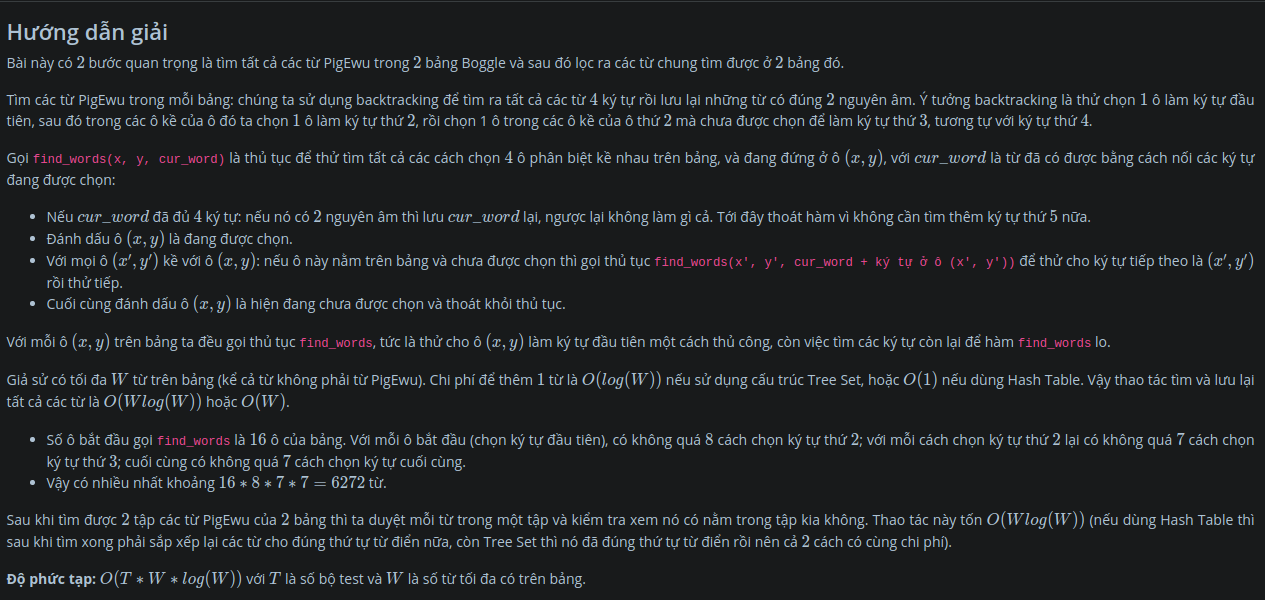 Hướng dẫn giải
Bài này có 2 bước quan trọng là tìm tất cả các từ PigEwu trong 2 bảng Boggle và sau đó lọc ra các từ chung tìm được ở 2 bảng đó.
Tìm các từ PigEwu trong mỗi bảng: chúng ta sử dụng backtracking để tìm ra tất cả các từ 4 ký tự rồi lưu lại những từ có đúng 2 nguyên âm. Ý tưởng backtracking là thử chọn 1 ô làm ký tự đầu
tiên, sau đó trong các ô kề của ô đó ta chọn 1 ô làm ký tự thứ 2, rồi chọn 1 ô trong các ô kề của ô thứ 2 mà chưa được chọn để làm ký tự thứ 3, tương tự với ký tự thứ 4.
Gọi find_words(x, y, cur_word) là thủ tục để thử tìm tất cả các cách chọn 4 ô phân biệt kề nhau trên bảng, và đang đứng ở ô (x, y), với cur_word là từ đã có được bằng cách nối các ký tự
đang được chọn:
• Nếu cur_word đã đủ 4 ký tự: nếu nó có 2 nguyên âm thì lưu cur_word lại, ngược lại không làm gì cả. Tới đây thoát hàm vì không cần tìm thêm ký tự thứ 5 nữa.
• Đánh dấu ô (x, y) là đang được chọn.
• Với mọi ô (x′, y′) kề với ô (x, y): nếu ô này nằm trên bảng và chưa được chọn thì gọi thủ tục find_words(x', y', cur_word + ký tự ở ô (x', y')) để thử cho ký tự tiếp theo là (x′, y′)
rồi thử tiếp.
• Cuối cùng đánh dấu ô (x, y) là hiện đang chưa được chọn và thoát khỏi thủ tục.
Với mỗi ô (x, y) trên bảng ta đều gọi thủ tục find_words, tức là thử cho ô (x, y) làm ký tự đầu tiên một cách thủ công, còn việc tìm các ký tự còn lại để hàm find_words lo.
Giả sử có tối đa W từ trên bảng (kể cả từ không phải từ PigEwu). Chi phí để thêm 1 từ là O(log(W)) nếu sử dụng cấu trúc Tree Set, hoặc O(1) nếu dùng Hash Table. Vậy thao tác tìm và lưu lại
tất cả các từ là O(Wlog(W)) hoặc O(W).
• Số ô bắt đầu gọi find_words là 16 ô của bảng. Với mỗi ô bắt đầu (chọn ký tự đầu tiên), có không quá 8 cách chọn ký tự thứ 2; với mỗi cách chọn ký tự thứ 2 lại có không quá 7 cách chọn
ký tự thứ 3; cuối cùng có không quá 7 cách chọn ký tự cuối cùng.
• Vậy có nhiều nhất khoảng 16 * 8 * 7 * 7 = 6272 từ.
Sau khi tìm được 2 tập các từ PigEwu của 2 bảng thì ta duyệt mỗi từ trong một tập và kiểm tra xem nó có nằm trong tập kia không. Thao tác này tốn O(Wlog(W)) (nếu dùng Hash Table thì
sau khi tìm xong phải sắp xếp lại các từ cho đúng thứ tự từ điển nữa, còn Tree Set thì nó đã đúng thứ tự từ điển rồi nên cả 2 cách có cùng chi phí).
Độ phức tạp: O(T * W * log(W)) với T là số bộ test và W là số từ tối đa có trên bảng.